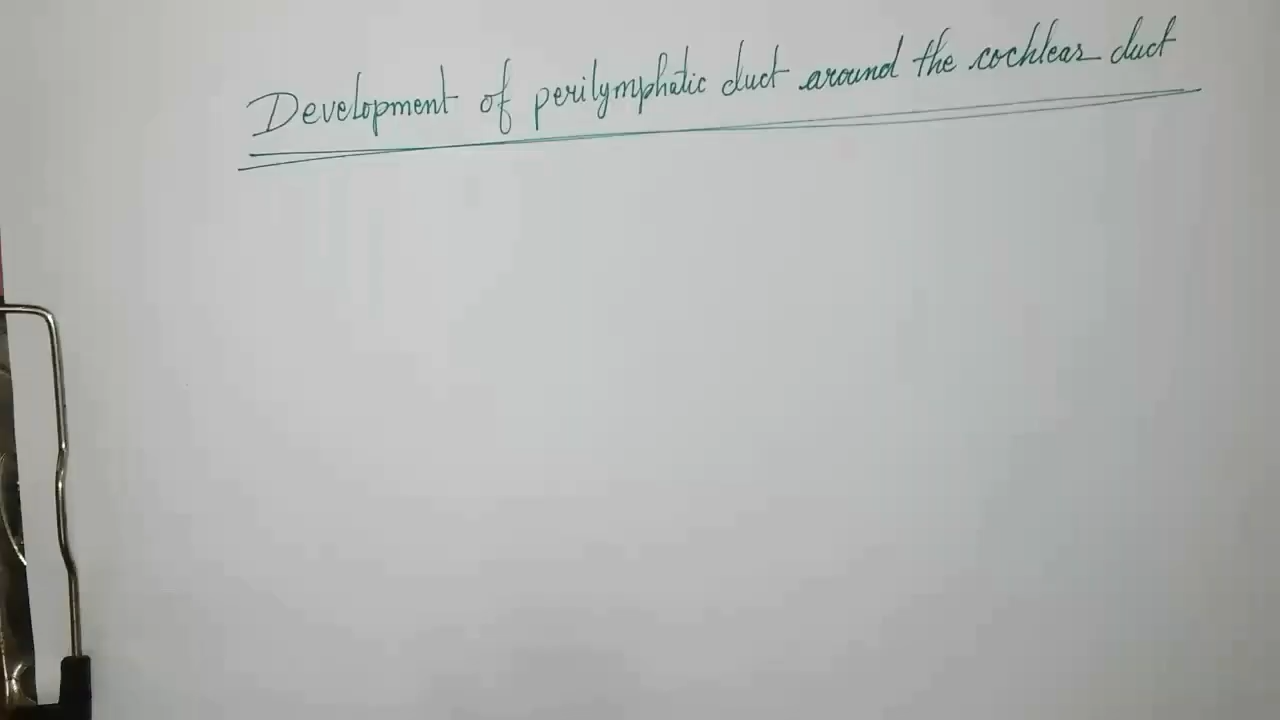 Development of perilymphatic duct around the cochlear duct